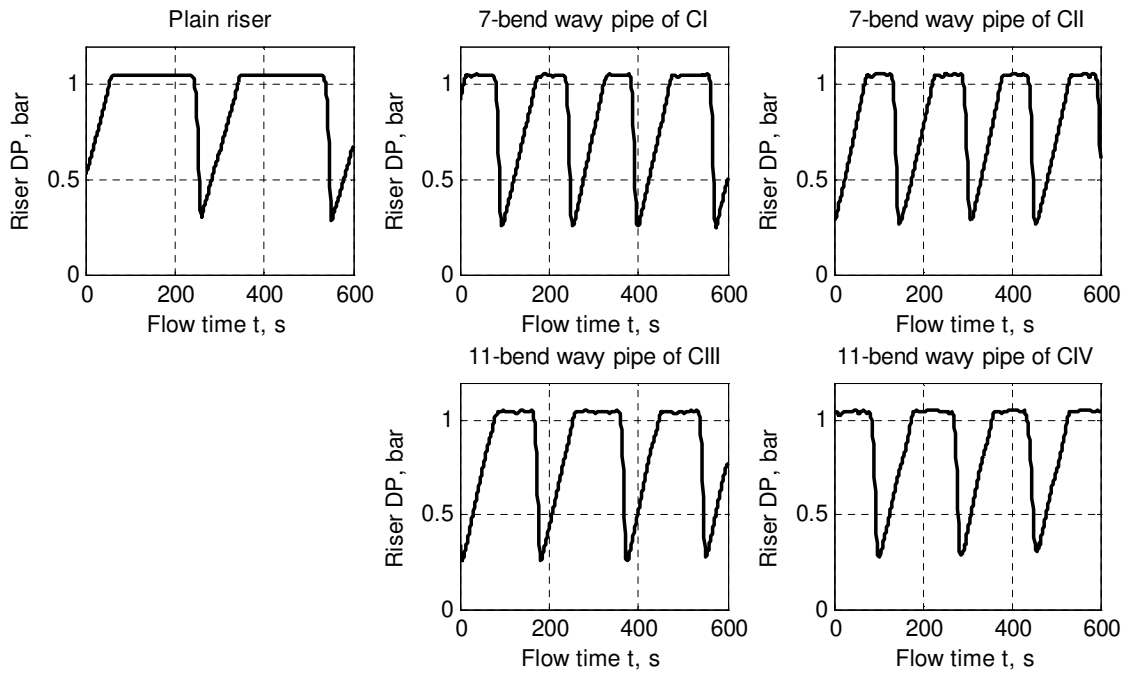 Plain riser
Riser DP, bar
1
0.5
0
0 200 400 600
Flow time t, s
7-bend wavy pipe of CI
Riser DP, bar
1
0.5
0
0 200 400 600
Flow time t, s
7-bend wavy pipe of CII
Riser DP, bar
1
0.5
0
0 200 400 600
Flow time t, s
11-bend wavy pipe of CIII
Riser DP, bar
1
0.5
0
0 200 400 600
Flow time t, s
11-bend wavy pipe of CIV
Riser DP, bar
1
0.5
0
0 200 400 600
Flow time t, s